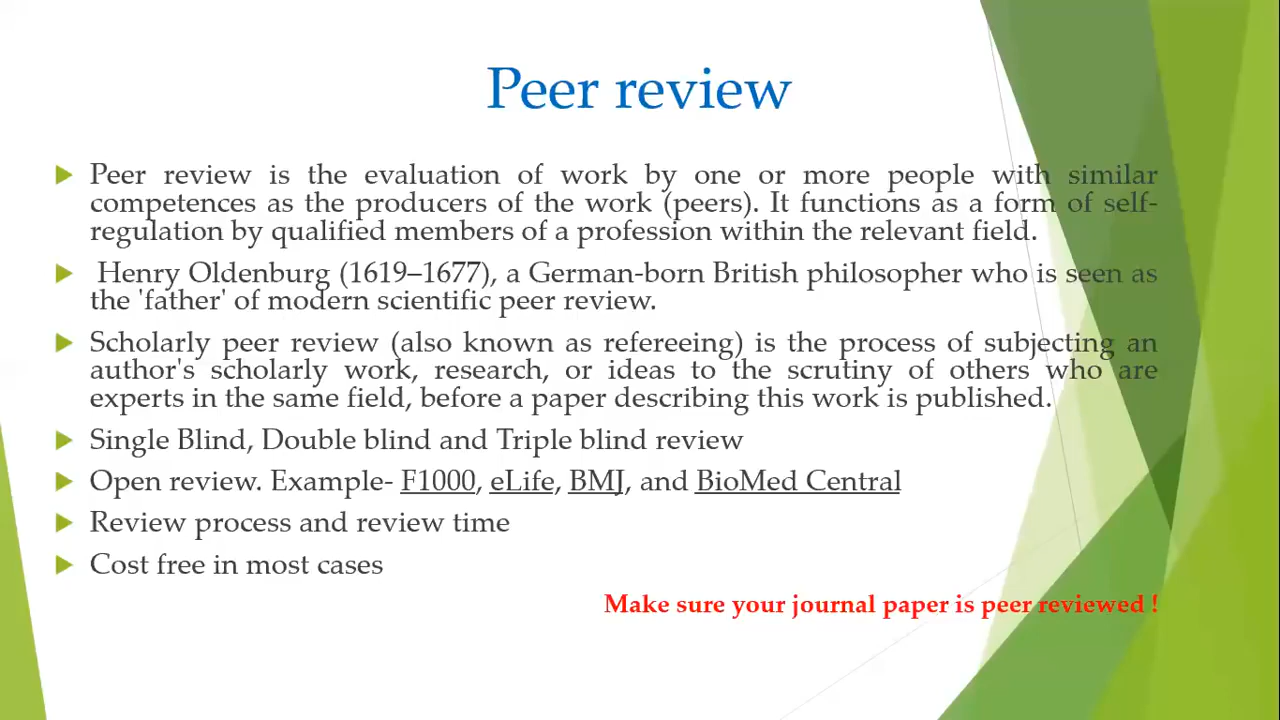 Peer review
Peer review is the evaluation of work by one or more people with similar
competences as the producers of the work (peers). It functions as a form of self-
regulation by qualified members of a profession within the relevant field.
Henry Oldenburg (1619–1677), a German-born British philosopher who is seen as
the 'father' of modern scientific peer review.
Scholarly peer review (also known as refereeing) is the process of subjecting an
author's scholarly work, research, or ideas to the scrutiny of others who are
experts in the same field, before a paper describing this work is published.
Single Blind, Double blind and Triple blind review
Open review. Example- F1000, eLife, BMJ, and BioMed Central
Review process and review time
Cost free in most cases
Make sure your journal paper is peer reviewed !